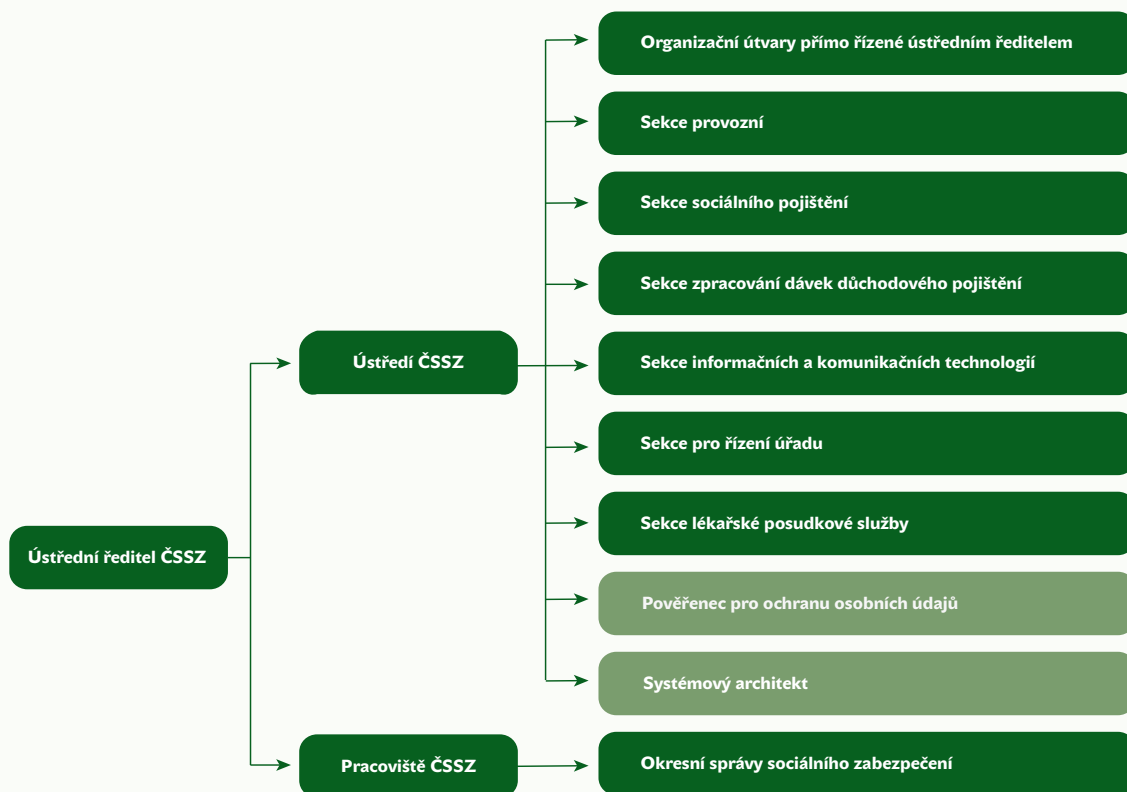 Organizační útvary přímo řízené ústředním ředitelem
Sekce provozní
Sekce sociálního pojištění
Sekce zpracování dávek důchodového pojištění
Ústředí ČSSZ
Sekce informačních a komunikačních technologií
Sekce pro řízení úřadu
Sekce lékařské posudkové služby
Ústřední ředitel ČSSZ
Pověřenec pro ochranu osobních údajů
Systémový architekt
Pracoviště ČSSZ
Okresní správy sociálního zabezpečení